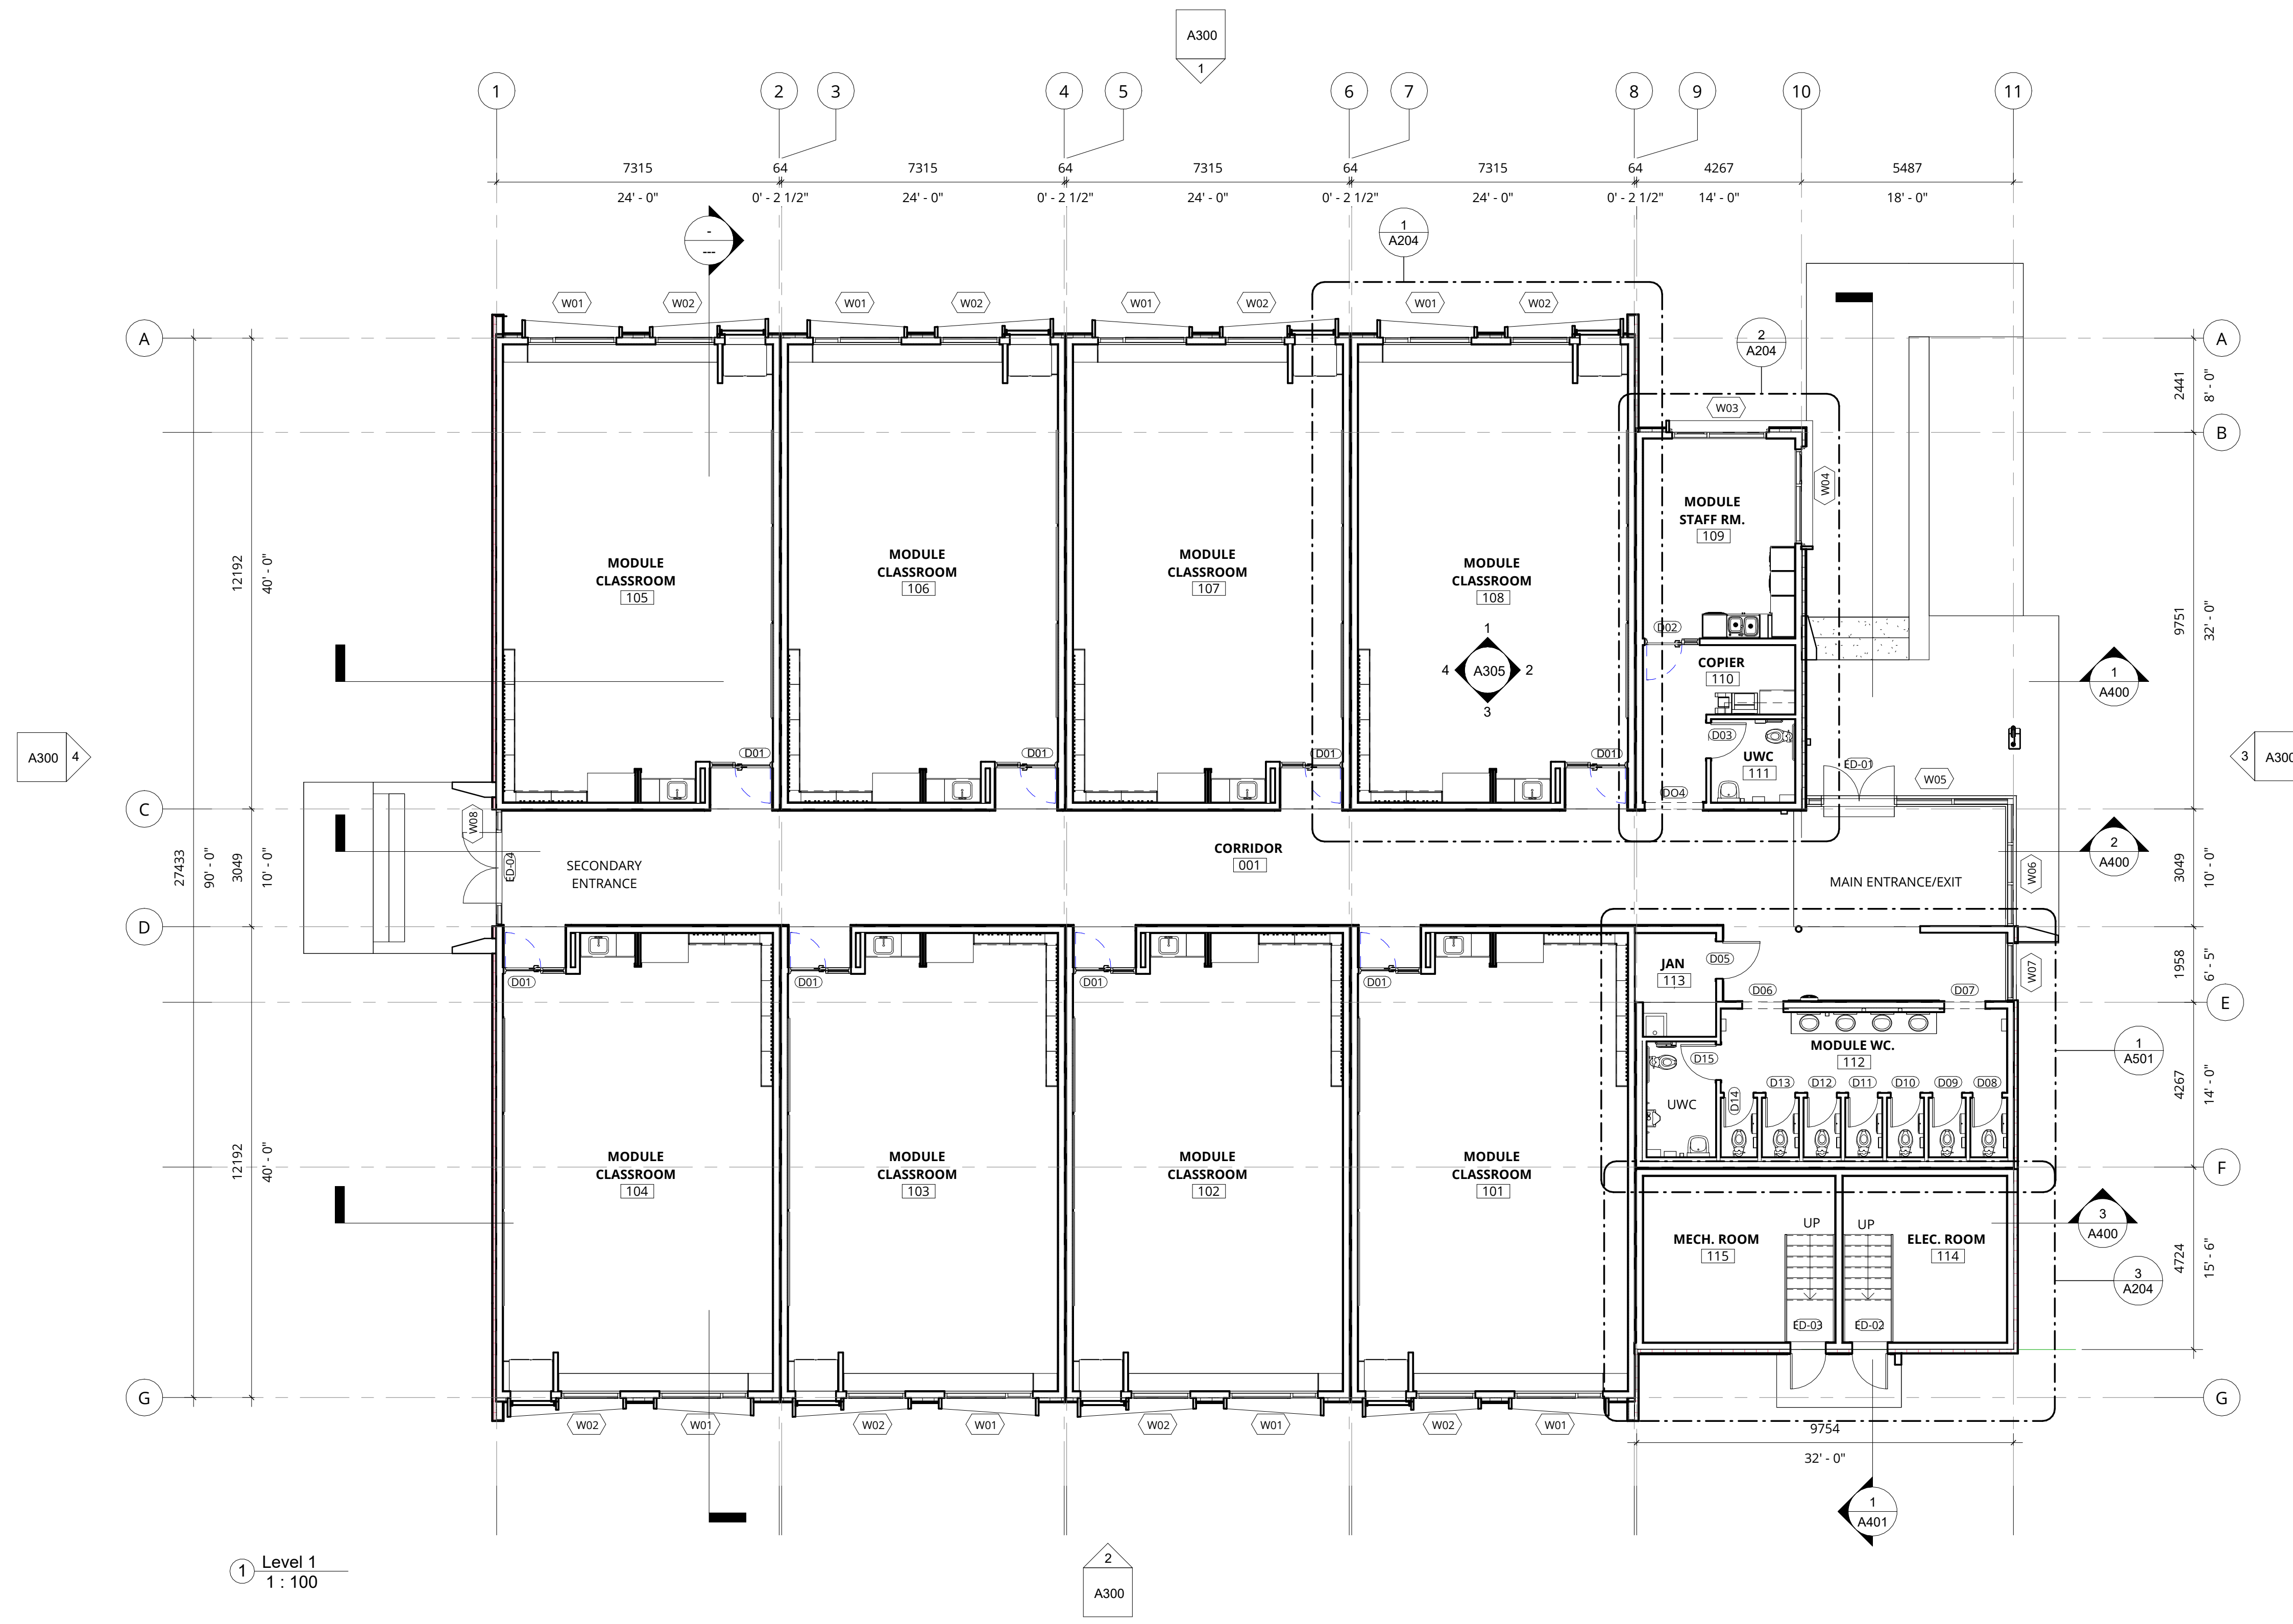 A300
1
1 2 3 4 5 6 7 8 9 10 11
7315 64 7315 64 7315 64 7315 64 4267 5487
24' - 0" 0' - 2 1/2" 24' - 0" 0' - 2 1/2" 24' - 0" 0' - 2 1/2" 24' - 0" 0' - 2 1/2" 14' - 0" 18' - 0"
-
---
1
A204
W01 W02 W01 W02 W01 W02 W01 W02
A A
2
A204
2441
8' - 0"
W03
B
W04
MODULE
STAFF RM.
109
MODULE
CLASSROOM
105
MODULE
CLASSROOM
106
MODULE
CLASSROOM
107
MODULE
CLASSROOM
108
12192
40' - 0"
9751
32' - 0"
D02
1
4 A305 2
3
COPIER
110
1
A400
D03
UWC
111
D01 D01 D01 D01
A300 4
3 A300
ED-01
W05
DO4
C C
W08
ED-04
SECONDARY
ENTRANCE
CORRIDOR
001
MAIN ENTRANCE/EXIT
W06
2
A400
27433
90' - 0"
3049
10' - 0"
3049
10' - 0"
D
D01 D01 D01 D01
JAN
113
D05
D06 D07
W07
1958
6' - 5"
E
MODULE WC.
112
D15
1
A501
D14 D13 D12 D11 D10 D09 D08
UWC
4267
14' - 0"
12192
40' - 0"
MODULE
CLASSROOM
104
MODULE
CLASSROOM
103
MODULE
CLASSROOM
102
MODULE
CLASSROOM
101
F
UP UP
MECH. ROOM
115
ELEC. ROOM
114
3
A400
4724
15' - 6"
3
A204
ED-03 ED-02
G G
W02 W01 W02 W01 W02 W01 W02 W01
9754
32' - 0"
1
A401
2
A300
1 Level 1
1 : 100